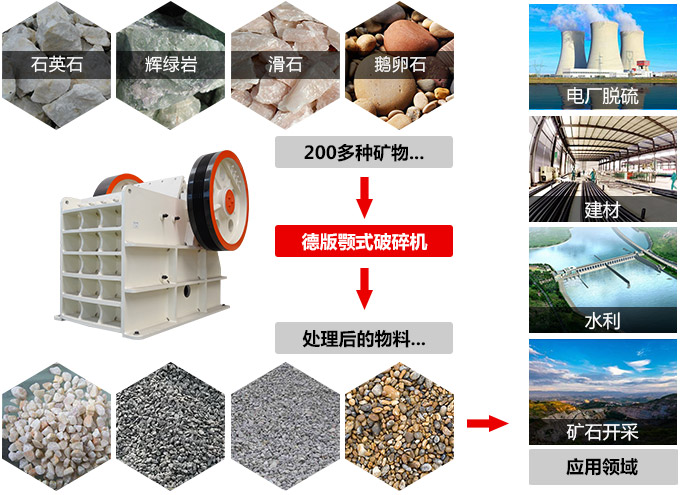 石英石
辉绿岩
滑石
鹅卵石
200多种矿物...
德版颚式破碎机
处理后的物料...
电厂脱硫
建材
水利
矿石开采
应用领域